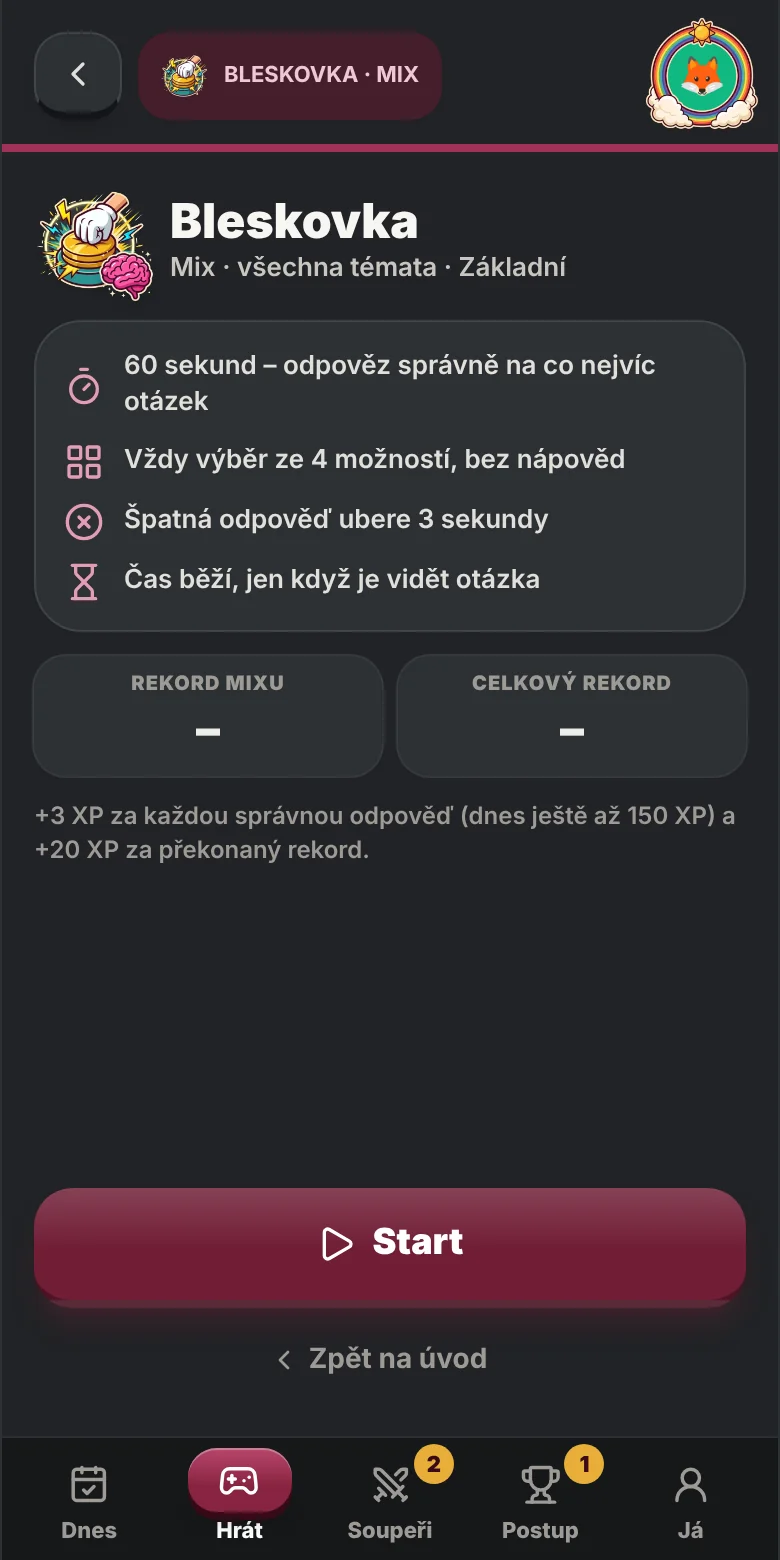 BLESKOVKA · MIX
Bleskovka
Mix · všechna témata · Základní
60 sekund – odpověz správně na co nejvíc
otázek
Vždy výběr ze 4 možností, bez nápověd
Špatná odpověď ubere 3 sekundy
Čas běží, jen když je vidět otázka
REKORD MIXU
CELKOVÝ REKORD
–
–
+3 XP za každou správnou odpověď (dnes ještě až 150 XP) a
+20 XP za překonaný rekord.
Start
Zpět na úvod
2
1
Dnes
Hrát
Soupeři
Postup
Já